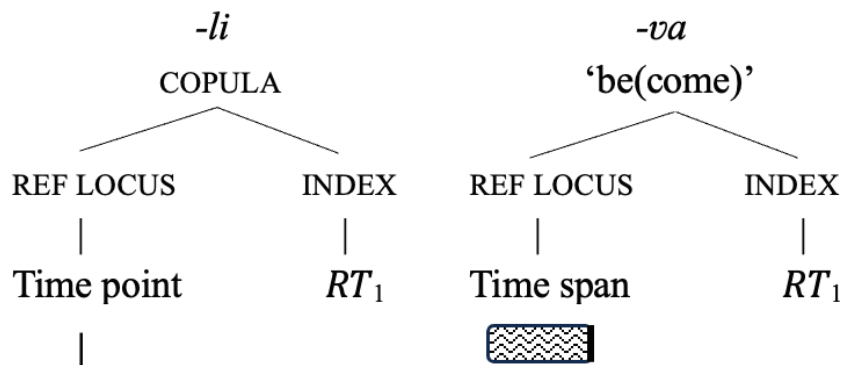 -li -va
COPULA ‘be(come)’
REF LOCUS INDEX REF LOCUS INDEX
Time point RT₁ Time span RT₁